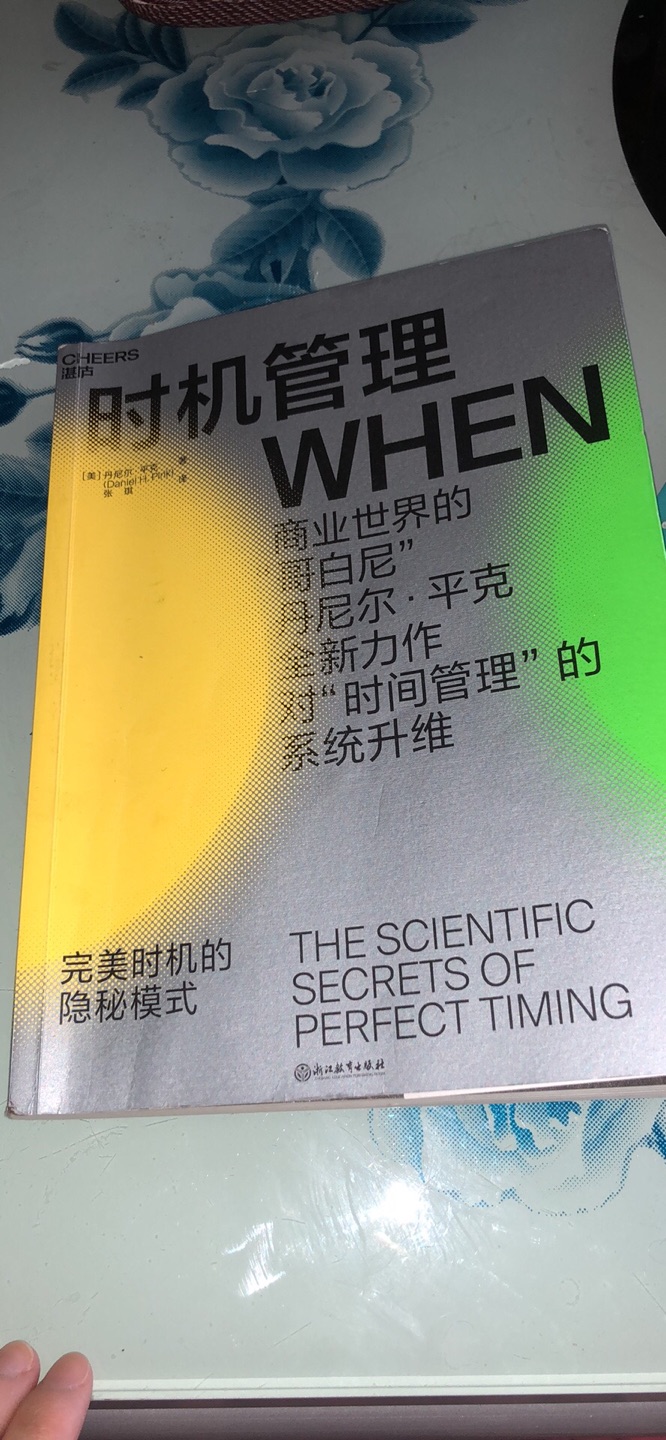 CHEERS
湛庐
时机管理
WHEN
[美] 丹尼尔·平克 著
(Daniel H. Pink)
张 琪 译
商业世界的
哥白尼”
丹尼尔·平克
全新力作
对“时间管理”的
系统升维
完美时机的
隐秘模式
THE SCIENTIFIC
SECRETS OF
PERFECT TIMING
浙江教育出版社